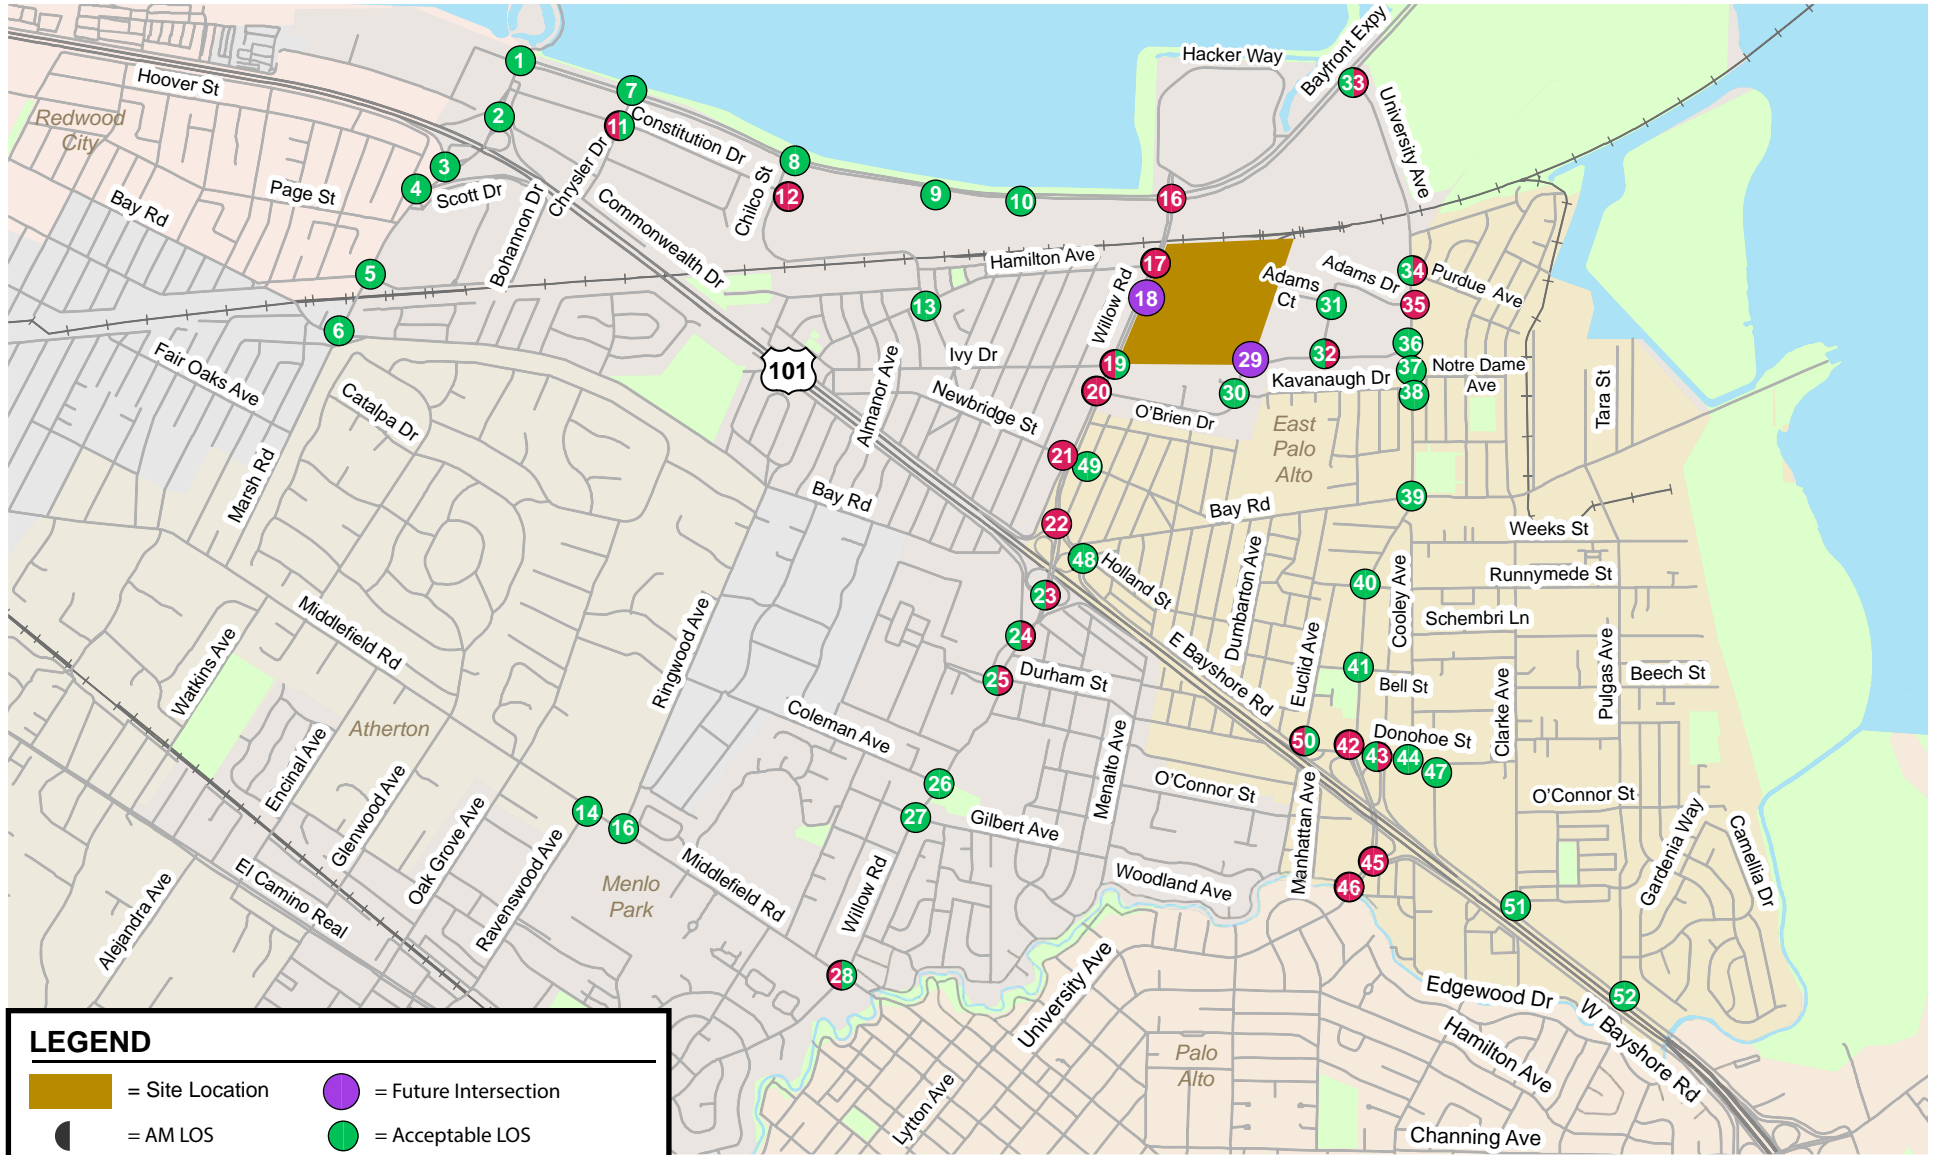 Hacker Way
Bayfront Expy
1
7
33
Hoover St
2
11
Constitution Dr
University Ave
Redwood
City
3
8
4
Scott Dr
Page St
Bay Rd
Bohannon Dr
Chrysler Dr
Commonwealth Dr
Chilco St
12
9
10
16
5
Hamilton Ave
17
Adams
Ct
Adams Dr
34
Purdue Ave
18
Willow Rd
31
35
6
13
36
Fair Oaks Ave
101
Ivy Dr
19
29
32
37
Notre Dame
Ave
Catalpa Dr
Almanor Ave
Newbridge St
20
30
Kavanaugh Dr
38
Tara St
O'Brien Dr
East
Palo
Alto
21
49
Marsh Rd
Bay Rd
Bay Rd
39
22
Weeks St
48
Holland St
Dumbarton Ave
Cooley Ave
Runnymede St
40
23
Schembri Ln
Middlefield Rd
Ringwood Ave
24
E Bayshore Rd
Euclid Ave
Watkins Ave
25
Durham St
41
Bell St
Clarke Ave
Pulgas Ave
Beech St
Atherton
Coleman Ave
Menalto Ave
50
42
43
Donohoe St
44
47
Encinal Ave
Glenwood Ave
26
O'Connor St
Manhattan Ave
O'Connor St
Oak Grove Ave
14
16
27
Gilbert Ave
Gardenia Way
Camellia Dr
Ravenswood Ave
El Camino Real
Alejandra Ave
Menlo
Park
Middlefield Rd
Willow Rd
Woodland Ave
45
46
51
28
University Ave
Edgewood Dr
52
W Bayshore Rd
Hamilton Ave
Palo
Alto
Lytton Ave
Channing Ave
LEGEND
= Site Location
= Future Intersection
= AM LOS
= Acceptable LOS